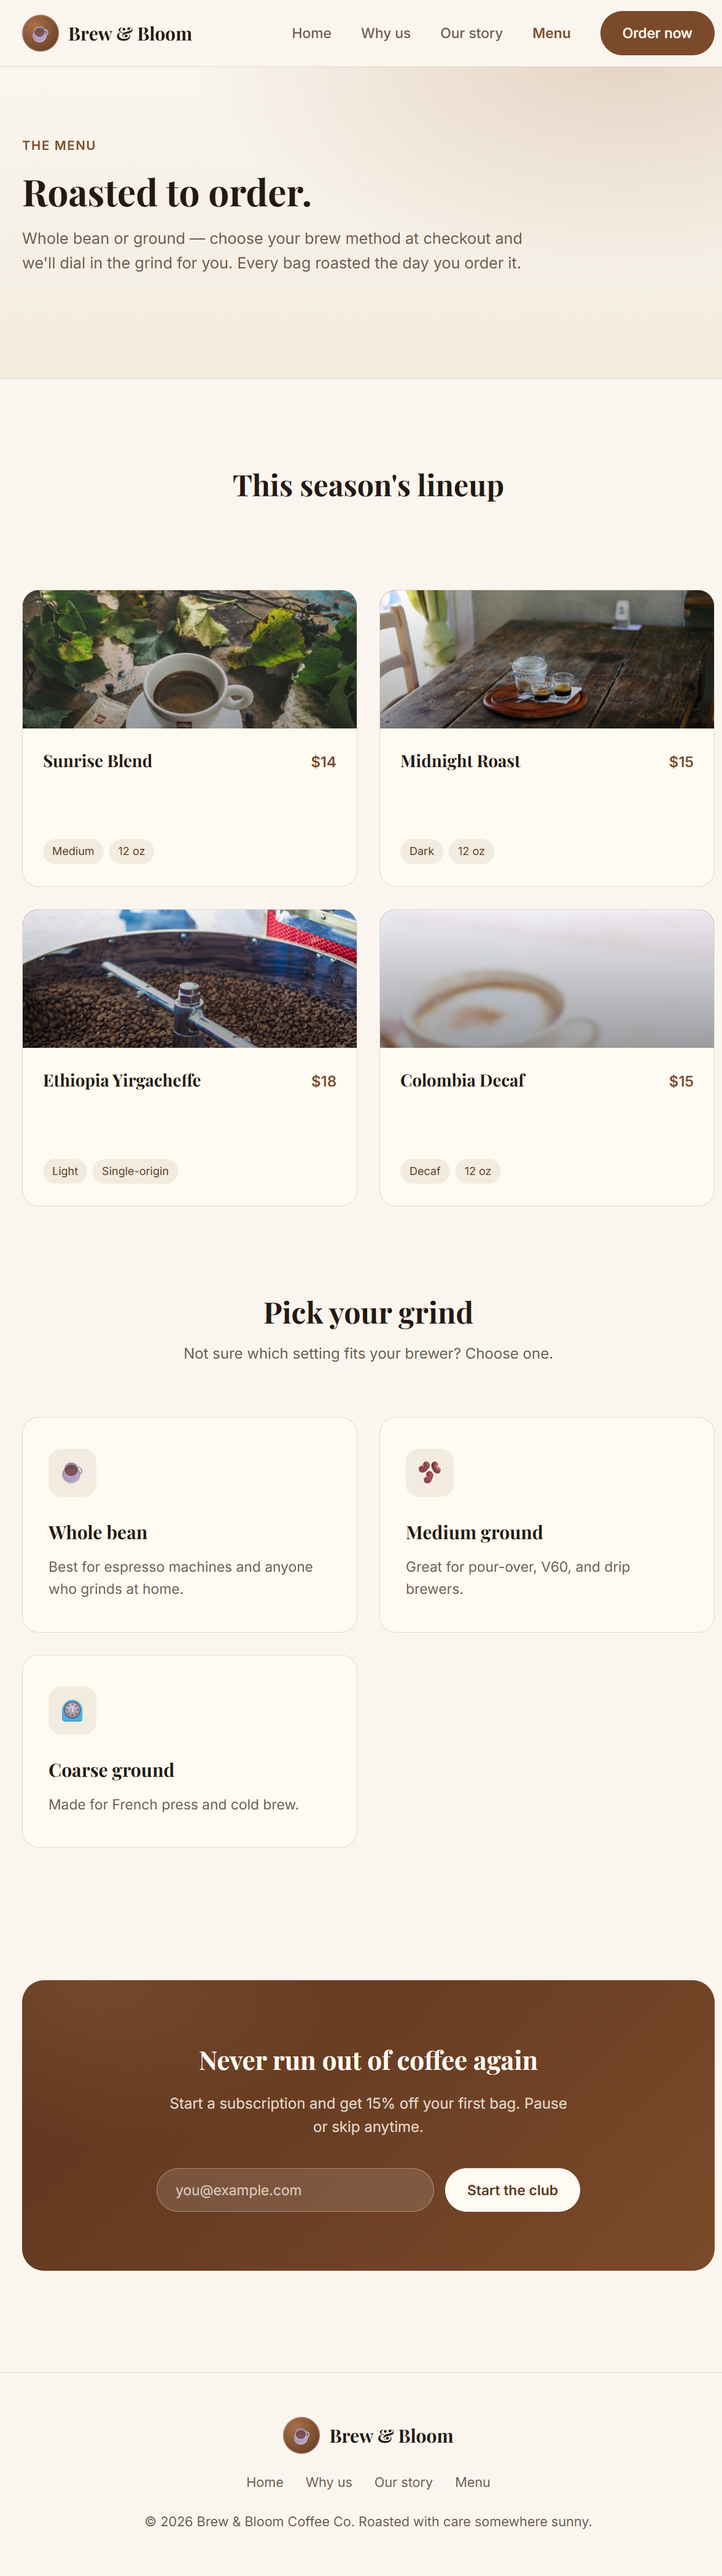 Brew & Bloom
Home Why us Our story Menu Order now
THE MENU
Roasted to order.
Whole bean or ground — choose your brew method at checkout and
we'll dial in the grind for you. Every bag roasted the day you order it.
This season's lineup
Sunrise Blend $14
Medium 12 oz
Midnight Roast $15
Dark 12 oz
Ethiopia Yirgacheffe $18
Light Single-origin
Colombia Decaf $15
Decaf 12 oz
Pick your grind
Not sure which setting fits your brewer? Choose one.
Whole bean
Best for espresso machines and anyone
who grinds at home.
Medium ground
Great for pour-over, V60, and drip
brewers.
Coarse ground
Made for French press and cold brew.
Never run out of coffee again
Start a subscription and get 15% off your first bag. Pause
or skip anytime.
you@example.com Start the club
Brew & Bloom
Home Why us Our story Menu
© 2026 Brew & Bloom Coffee Co. Roasted with care somewhere sunny.